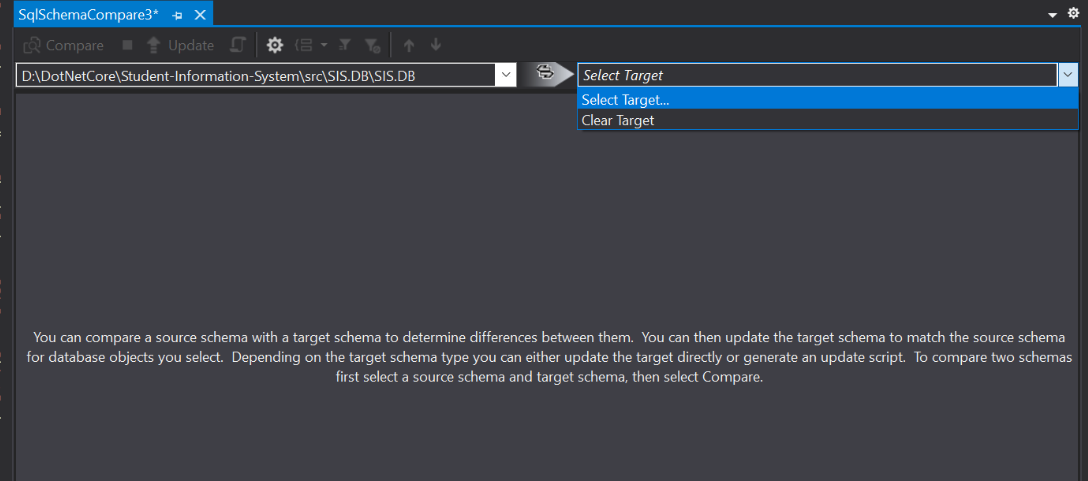 SqlSchemaCompare3*
Compare Update
D:\DotNetCore\Student-Information-System\src\SIS.DB\SIS.DB
Select Target
Select Target...
Clear Target
You can compare a source schema with a target schema to determine differences between them. You can then update the target schema to match the source schema
for database objects you select. Depending on the target schema type you can either update the target directly or generate an update script. To compare two schemas
first select a source schema and target schema, then select Compare.